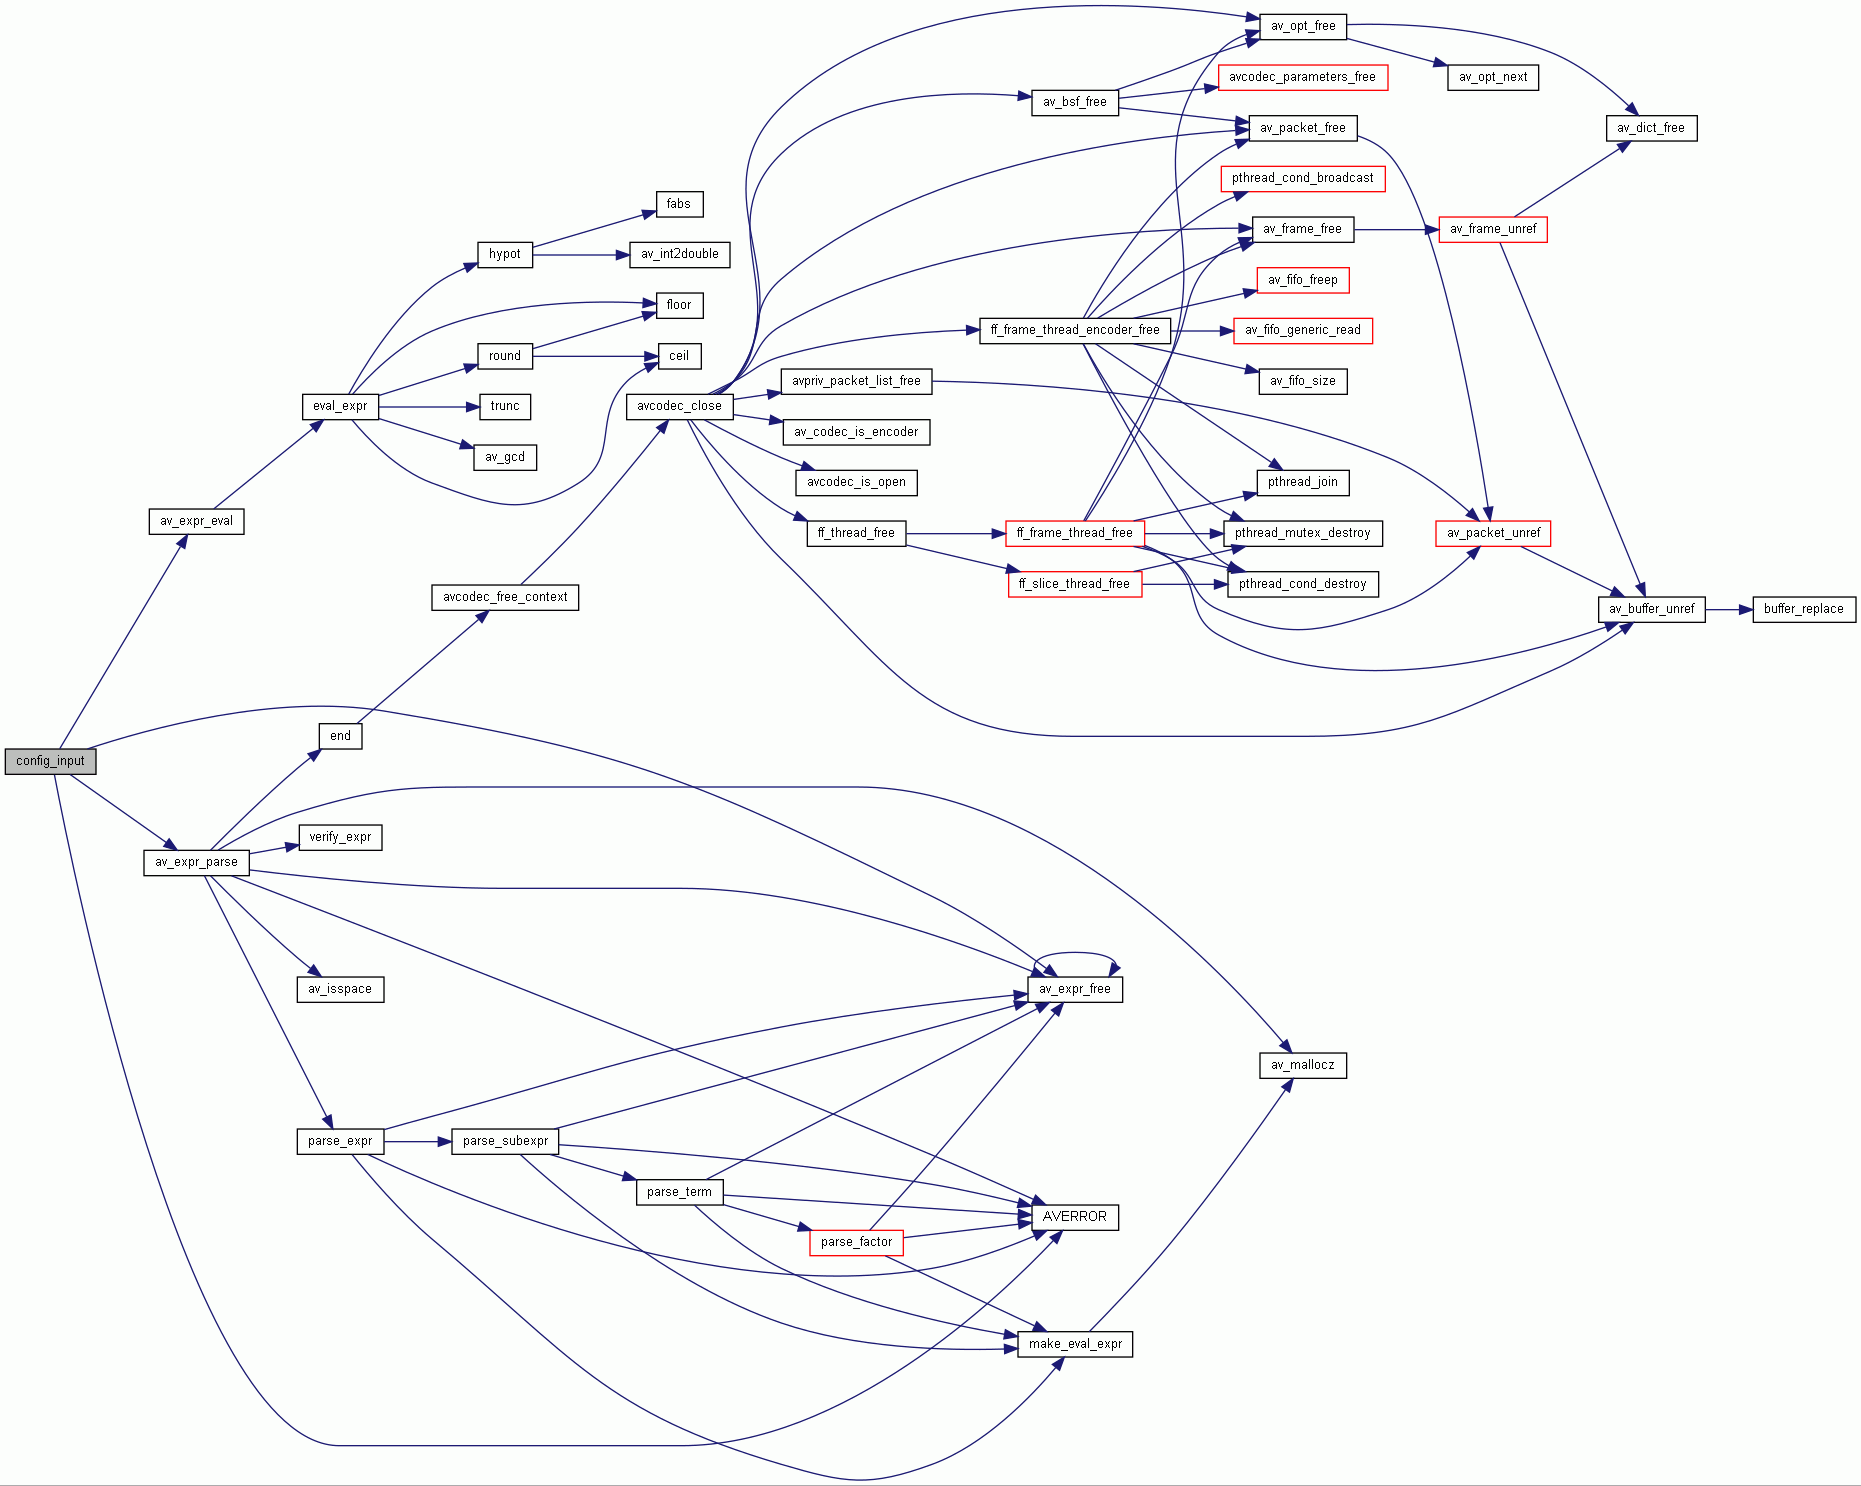 av_opt_free
avcodec_parameters_free
av_opt_next
av_bsf_free
av_packet_free
av_dict_free
pthread_cond_broadcast
fabs
av_frame_free
av_frame_unref
hypot
av_int2double
av_fifo_freep
floor
ff_frame_thread_encoder_free
av_fifo_generic_read
round
ceil
avpriv_packet_list_free
av_fifo_size
eval_expr
trunc
avcodec_close
av_codec_is_encoder
av_gcd
avcodec_is_open
pthread_join
av_expr_eval
ff_thread_free
ff_frame_thread_free
pthread_mutex_destroy
av_packet_unref
ff_slice_thread_free
pthread_cond_destroy
avcodec_free_context
av_buffer_unref
buffer_replace
end
config_input
verify_expr
av_expr_parse
av_isspace
av_expr_free
av_mallocz
parse_expr
parse_subexpr
parse_term
AVERROR
parse_factor
make_eval_expr